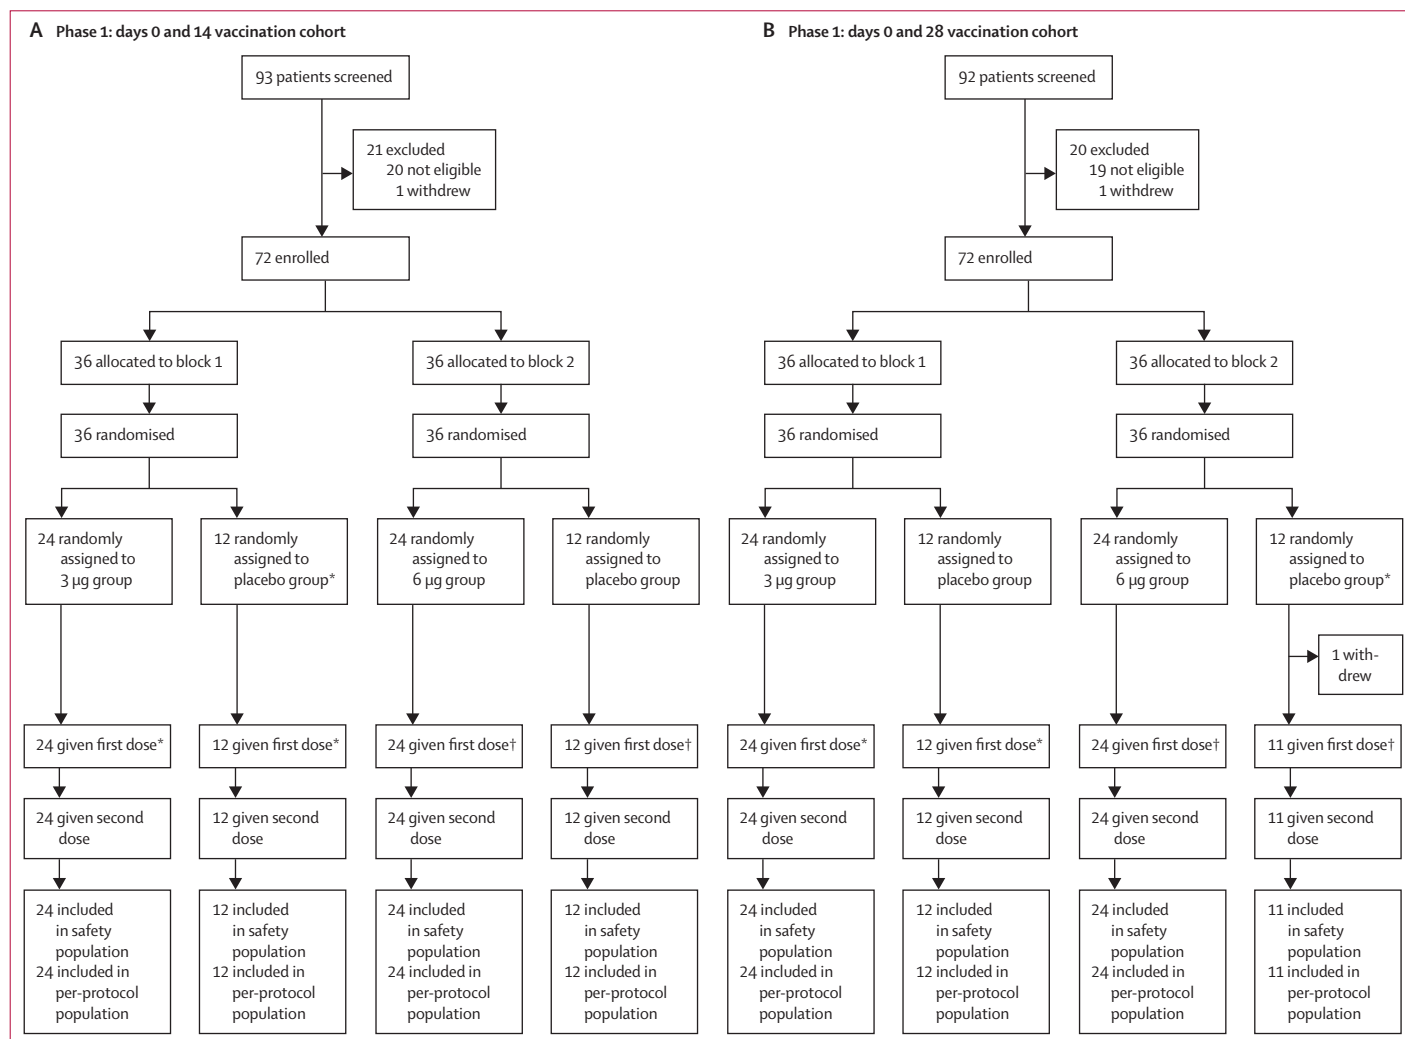 A Phase 1: days 0 and 14 vaccination cohort
93 patients screened
21 excluded
20 not eligible
1 withdrew
72 enrolled
36 allocated to block 1
36 allocated to block 2
36 randomised
36 randomised
24 randomly
assigned to
3 µg group
12 randomly
assigned to
placebo group*
24 randomly
assigned to
6 µg group
12 randomly
assigned to
placebo group
24 given first dose*
12 given first dose*
24 given first dose†
12 given first dose†
24 given second
dose
12 given second
dose
24 given second
dose
12 given second
dose
24 included
in safety
population
24 included in
per-protocol
population
12 included
in safety
population
12 included in
per-protocol
population
24 included
in safety
population
24 included in
per-protocol
population
12 included
in safety
population
12 included in
per-protocol
population
B Phase 1: days 0 and 28 vaccination cohort
92 patients screened
20 excluded
19 not eligible
1 withdrew
72 enrolled
36 allocated to block 1
36 allocated to block 2
36 randomised
36 randomised
24 randomly
assigned to
3 µg group
12 randomly
assigned to
placebo group
24 randomly
assigned to
6 µg group
12 randomly
assigned to
placebo group*
1 with-
drew
24 given first dose*
12 given first dose*
24 given first dose†
11 given first dose†
24 given second
dose
12 given second
dose
24 given second
dose
11 given second
dose
24 included
in safety
population
24 included in
per-protocol
population
12 included
in safety
population
12 included in
per-protocol
population
24 included
in safety
population
24 included in
per-protocol
population
11 included
in safety
population
11 included in
per-protocol
population